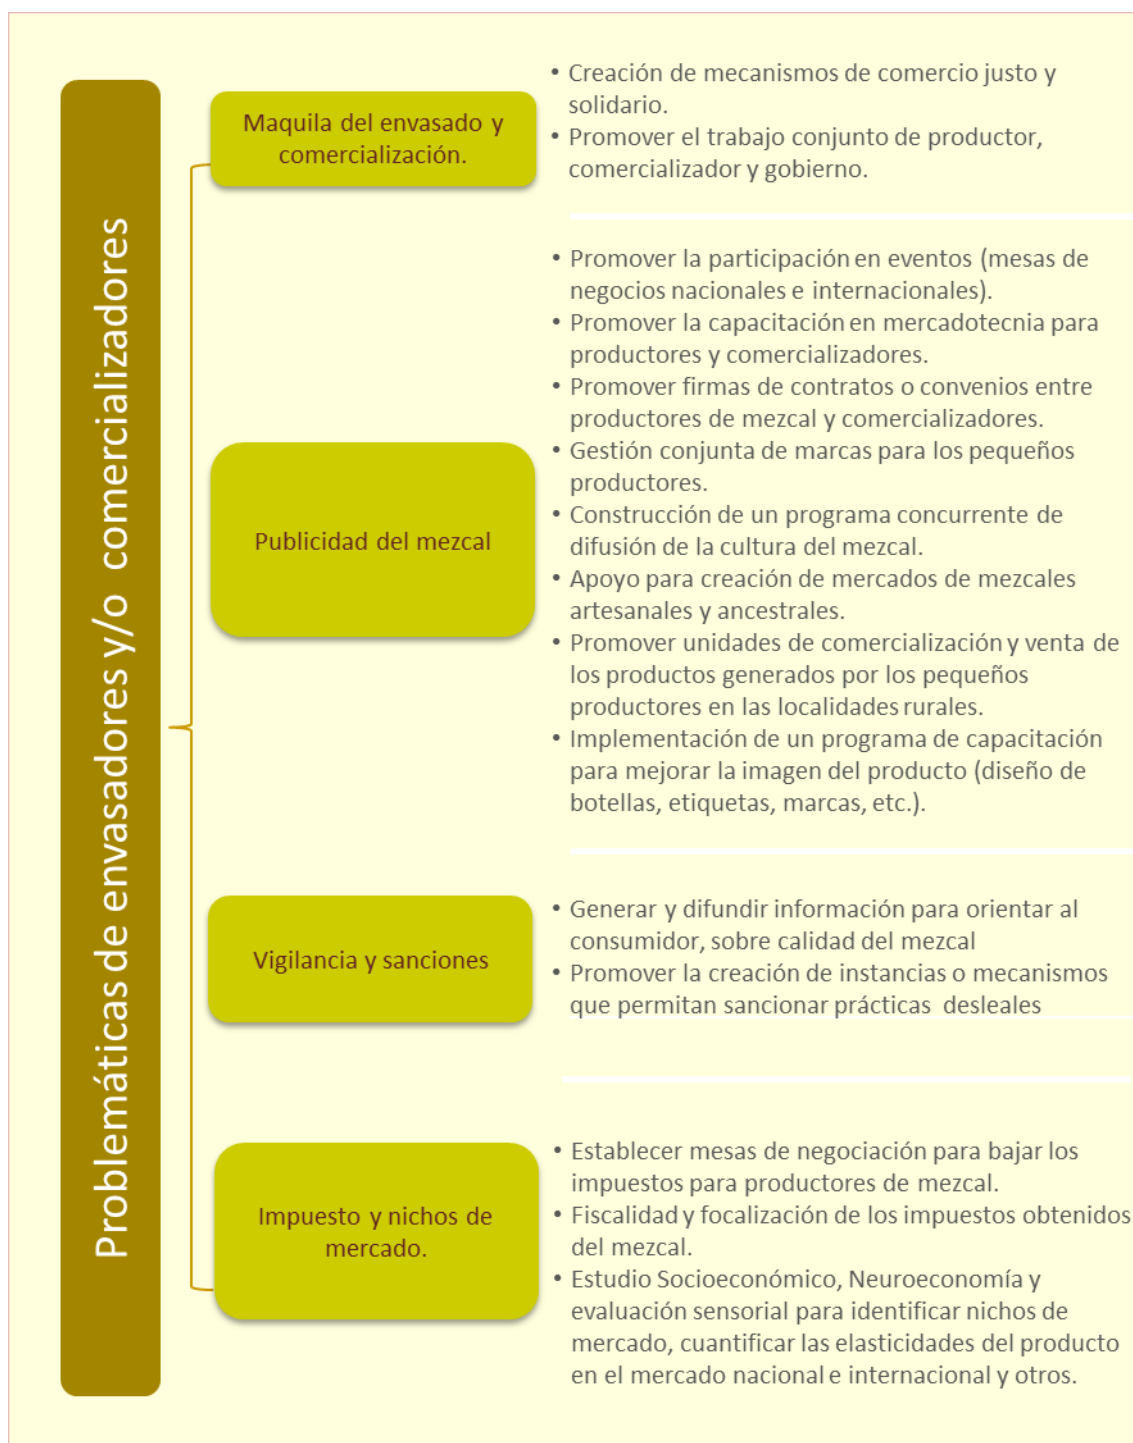 Problemáticas de envasadores y/o comercializadores
Maquila del envasado y
comercialización.
• Creación de mecanismos de comercio justo y
solidario.
• Promover el trabajo conjunto de productor,
comercializador y gobierno.
Publicidad del mezcal
• Promover la participación en eventos (mesas de
negocios nacionales e internacionales).
• Promover la capacitación en mercadotecnia para
productores y comercializadores.
• Promover firmas de contratos o convenios entre
productores de mezcal y comercializadores.
• Gestión conjunta de marcas para los pequeños
productores.
• Construcción de un programa concurrente de
difusión de la cultura del mezcal.
• Apoyo para creación de mercados de mezcales
artesanales y ancestrales.
• Promover unidades de comercialización y venta de
los productos generados por los pequeños
productores en las localidades rurales.
• Implementación de un programa de capacitación
para mejorar la imagen del producto (diseño de
botellas, etiquetas, marcas, etc.).
Vigilancia y sanciones
• Generar y difundir información para orientar al
consumidor, sobre calidad del mezcal
• Promover la creación de instancias o mecanismos
que permitan sancionar prácticas desleales
Impuesto y nichos de
mercado.
• Establecer mesas de negociación para bajar los
impuestos para productores de mezcal.
• Fiscalidad y focalización de los impuestos obtenidos
del mezcal.
• Estudio Socioeconómico, Neuroeconomía y
evaluación sensorial para identificar nichos de
mercado, cuantificar las elasticidades del producto
en el mercado nacional e internacional y otros.